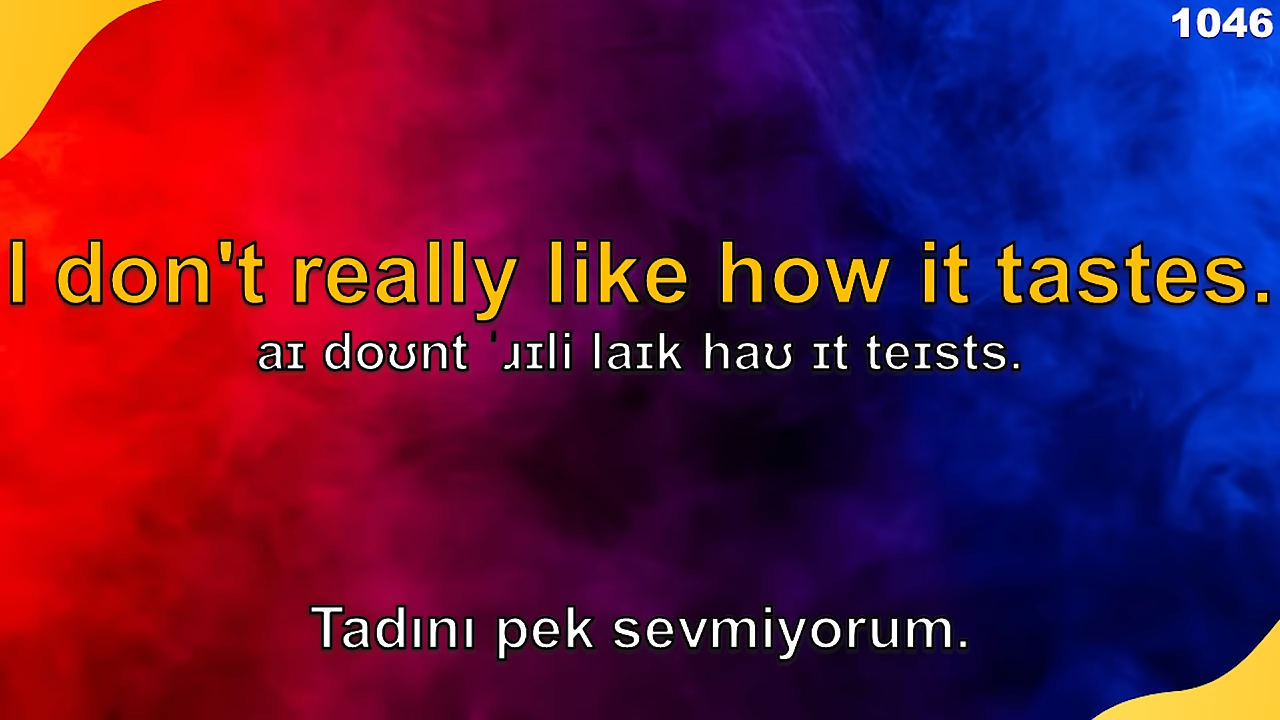 1046
I don't really like how it tastes.
aɪ doʊnt ˈɹɪli laɪk haʊ ɪt teɪsts.
Tadını pek sevmiyorum.